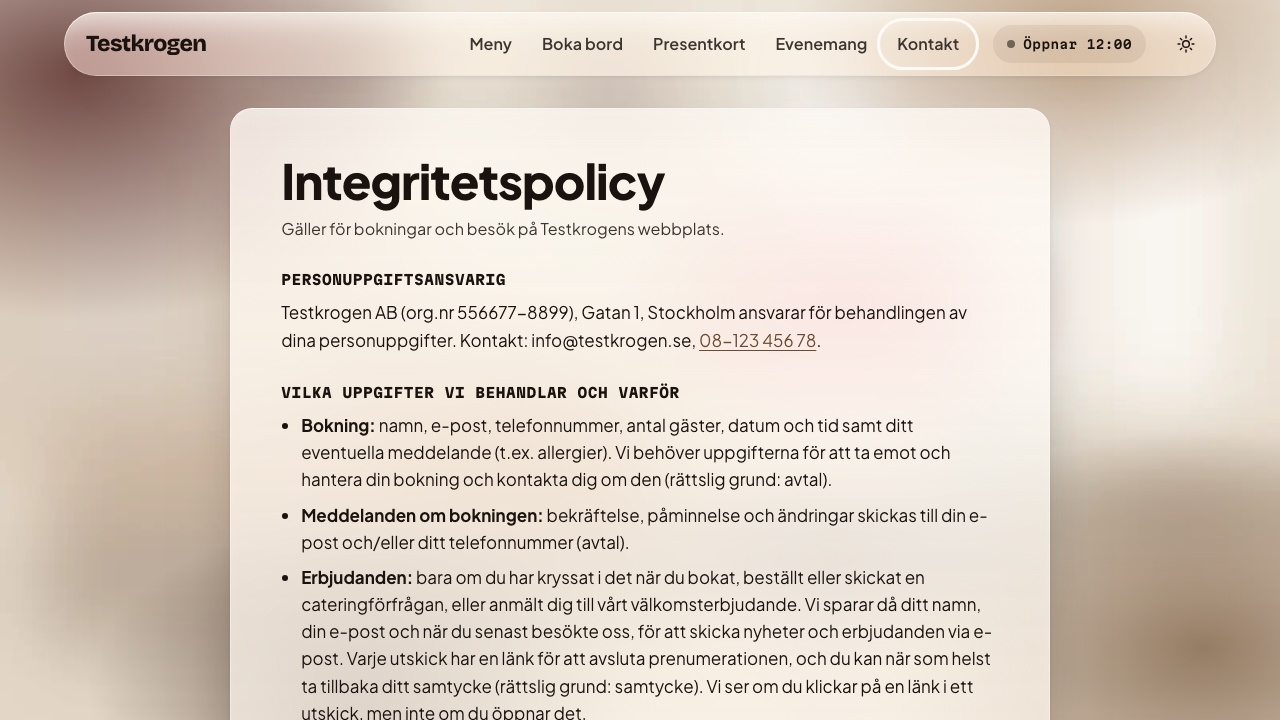 Testkrogen
Meny
Boka bord
Presentkort
Evenemang
Kontakt
Öppnar 12:00
Integritetspolicy
Gäller för bokningar och besök på Testkrogens webbplats.
PERSONUPPGIFTSANSVARIG
Testkrogen AB (org.nr 556677–8899), Gatan 1, Stockholm ansvarar för behandlingen av
dina personuppgifter. Kontakt: info@testkrogen.se, 08–123 456 78.
VILKA UPPGIFTER VI BEHANDLAR OCH VARFÖR
• Bokning: namn, e-post, telefonnummer, antal gäster, datum och tid samt ditt
eventuella meddelande (t.ex. allergier). Vi behöver uppgifterna för att ta emot och
hantera din bokning och kontakta dig om den (rättslig grund: avtal).
• Meddelanden om bokningen: bekräftelse, påminnelse och ändringar skickas till din e-
post och/eller ditt telefonnummer (avtal).
• Erbjudanden: bara om du har kryssat i det när du bokat, beställt eller skickat en
cateringförfrågan, eller anmält dig till vårt välkomsterbjudande. Vi sparar då ditt namn,
din e-post och när du senast besökte oss, för att skicka nyheter och erbjudanden via e-
post. Varje utskick har en länk för att avsluta prenumerationen, och du kan när som helst
ta tillbaka ditt samtycke (rättslig grund: samtycke). Vi ser om du klickar på en länk i ett
utskick, men inte om du öppnar det.